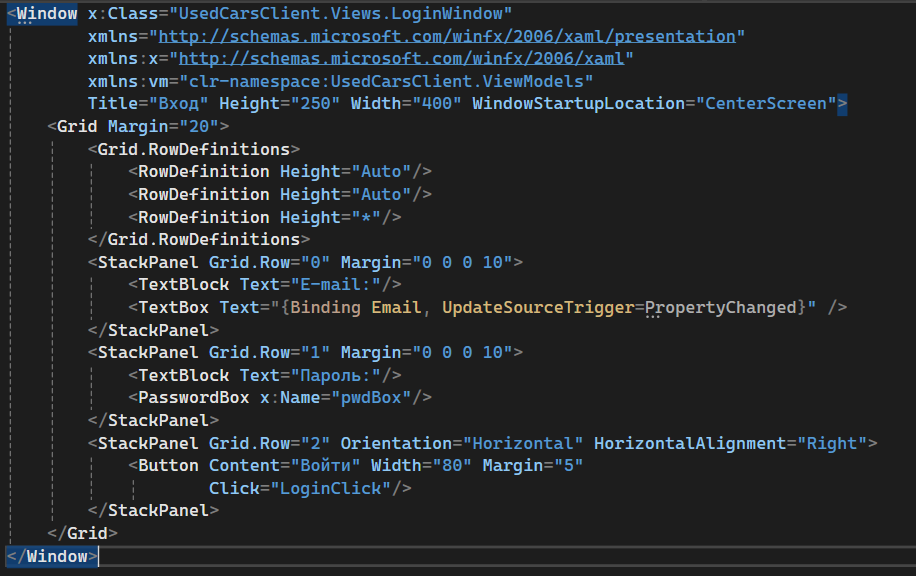 <Window x:Class="UsedCarsClient.Views.LoginWindow"
xmlns="http://schemas.microsoft.com/winfx/2006/xaml/presentation"
xmlns:x="http://schemas.microsoft.com/winfx/2006/xaml"
xmlns:vm="clr-namespace:UsedCarsClient.ViewModels"
Title="Вход" Height="250" Width="400" WindowStartupLocation="CenterScreen">
<Grid Margin="20">
<Grid.RowDefinitions>
<RowDefinition Height="Auto"/>
<RowDefinition Height="Auto"/>
<RowDefinition Height="*"/>
</Grid.RowDefinitions>
<StackPanel Grid.Row="0" Margin="0 0 0 10">
<TextBlock Text="E-mail:"/>
<TextBox Text="{Binding Email, UpdateSourceTrigger=PropertyChanged}" />
</StackPanel>
<StackPanel Grid.Row="1" Margin="0 0 0 10">
<TextBlock Text="Пароль:"/>
<PasswordBox x:Name="pwdBox"/>
</StackPanel>
<StackPanel Grid.Row="2" Orientation="Horizontal" HorizontalAlignment="Right">
<Button Content="Войти" Width="80" Margin="5"
Click="LoginClick"/>
</StackPanel>
</Grid>
</Window>